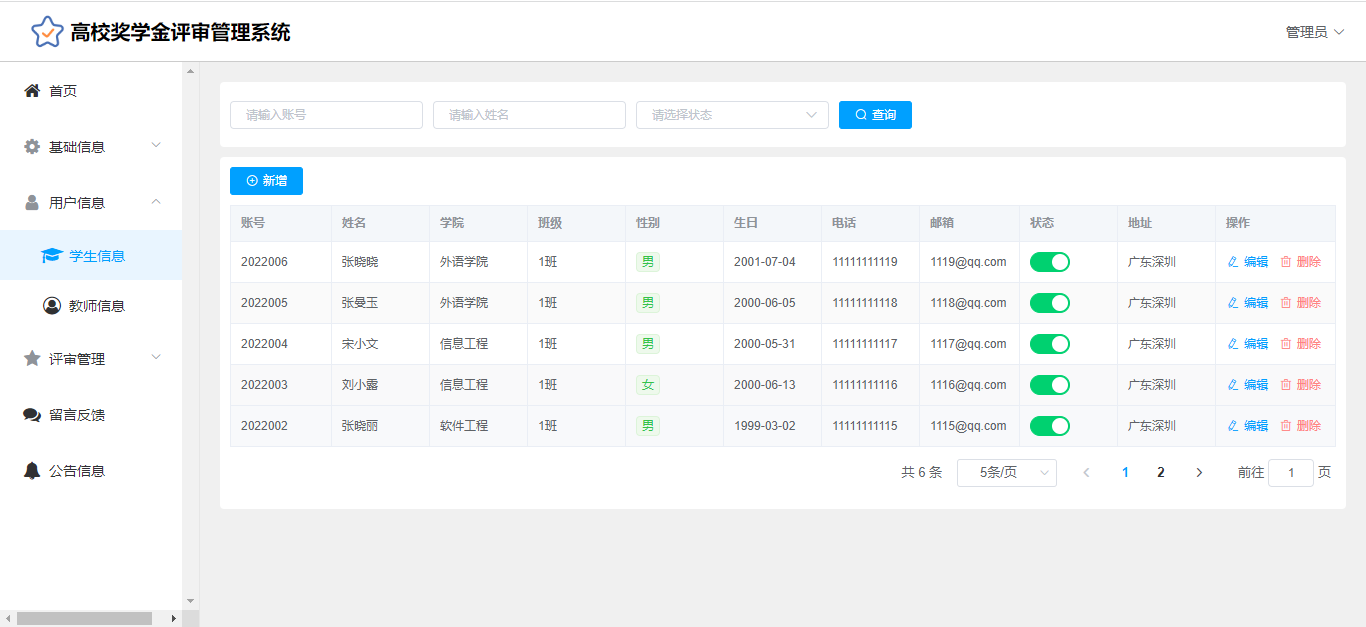 高校奖学金评审管理系统
管理员
首页
基础信息
用户信息
学生信息
教师信息
评审管理
留言反馈
公告信息
请输入账号 请输入姓名 请选择状态 查询
新增
账号 姓名 学院 班级 性别 生日 电话 邮箱 状态 地址 操作
2022006 张晓晓 外语学院 1班 男 2001-07-04 11111111119 1119@qq.com 广东深圳 编辑 删除
2022005 张曼玉 外语学院 1班 男 2000-06-05 11111111118 1118@qq.com 广东深圳 编辑 删除
2022004 宋小文 信息工程 1班 男 2000-05-31 11111111117 1117@qq.com 广东深圳 编辑 删除
2022003 刘小露 信息工程 1班 女 2000-06-13 11111111116 1116@qq.com 广东深圳 编辑 删除
2022002 张晓丽 软件工程 1班 男 1999-03-02 11111111115 1115@qq.com 广东深圳 编辑 删除
共 6 条 5条/页 1 2 前往 1 页